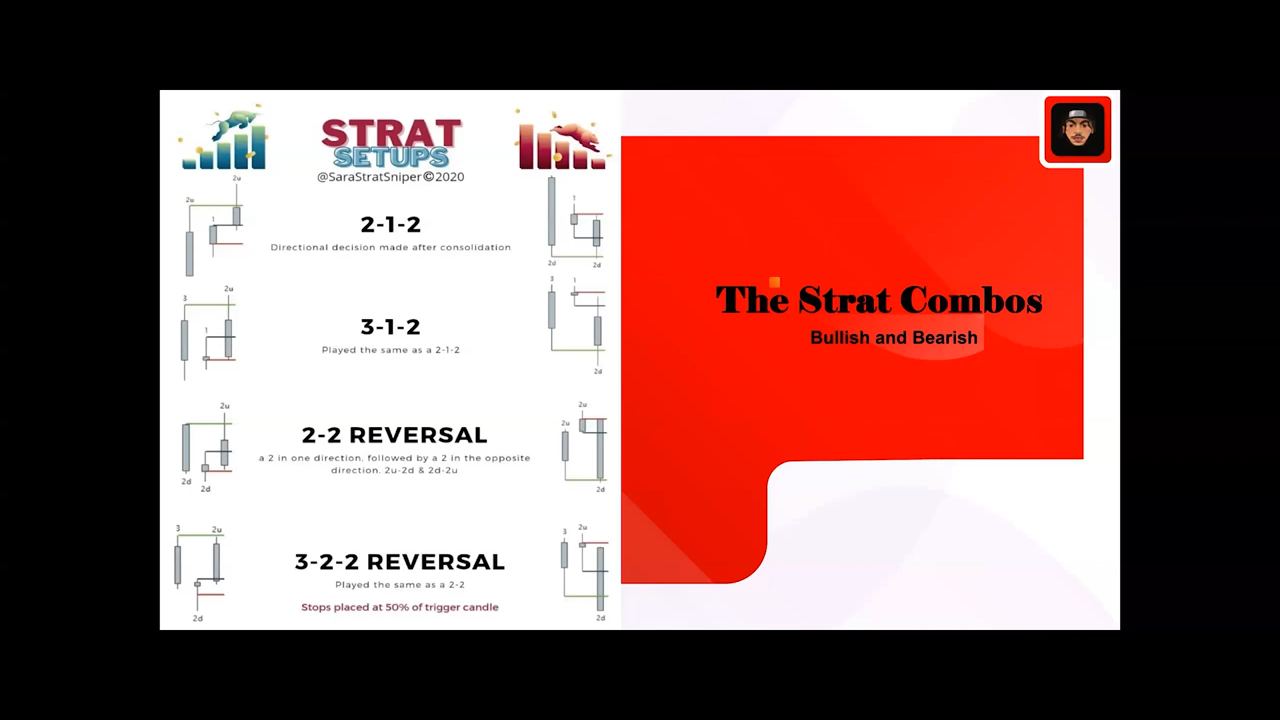 STRAT
SETUPS
@SaraStratSniper©2020
2u
2u
1
2-1-2
Directional decision made after consolidation
1
2d
2d
3
2u
1
3-1-2
Played the same as a 2-1-2
3
1
2d
2u
2d
2d
2-2 REVERSAL
a 2 in one direction, followed by a 2 in the opposite
direction. 2u-2d & 2d-2u
2u
2u
2d
3
2u
2d
3-2-2 REVERSAL
Played the same as a 2-2
Stops placed at 50% of trigger candle
3
2u
2d
The Strat Combos
Bullish and Bearish